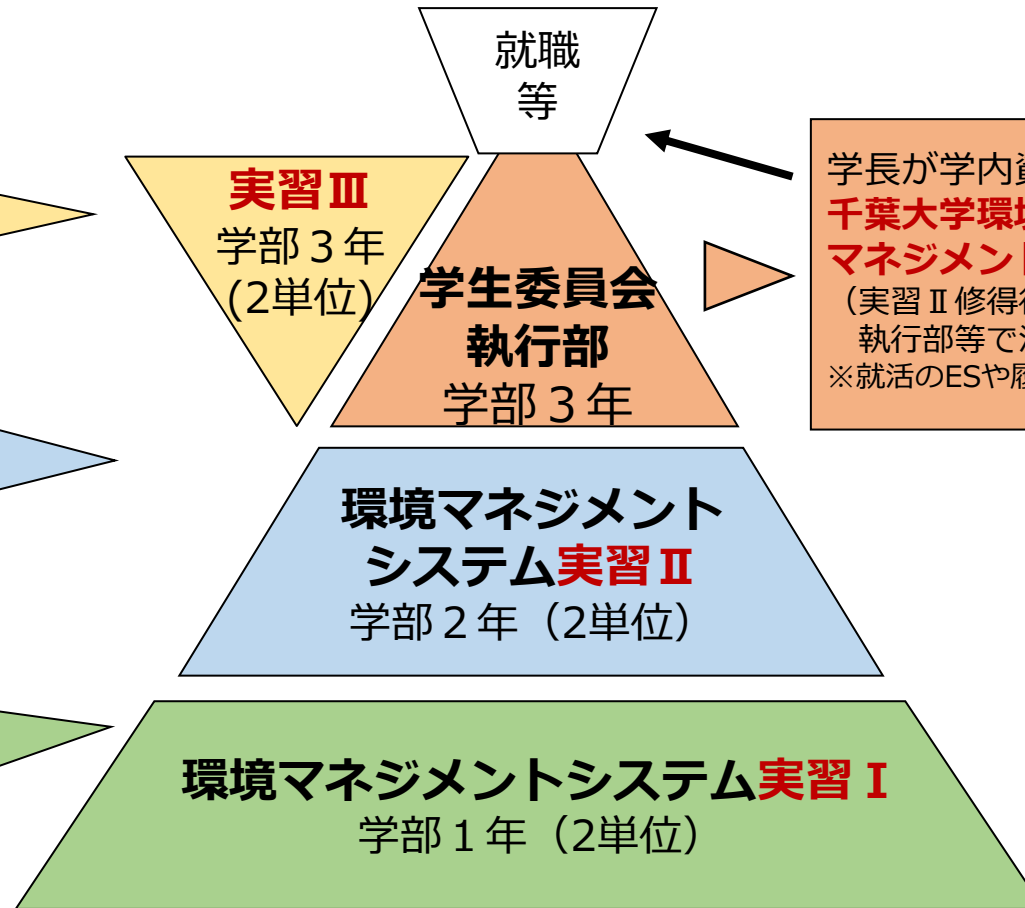 就職
等
実習Ⅲ
学部３年
(2単位)
学生委員会
執行部
学部３年
学長が学内
千葉大学環境
マネジメント
（実習Ⅱ修得
執行部等で
※就活のESや
環境マネジメント
システム実習Ⅱ
学部２年（2単位）
環境マネジメントシステム実習Ⅰ
学部１年（2単位）